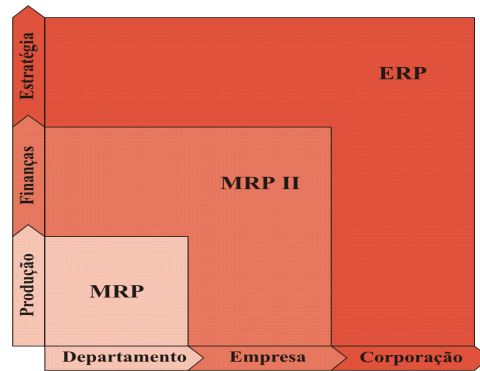 Estratégia
ERP
Finanças
MRP II
Produção
MRP
Departamento
Empresa
Corporação